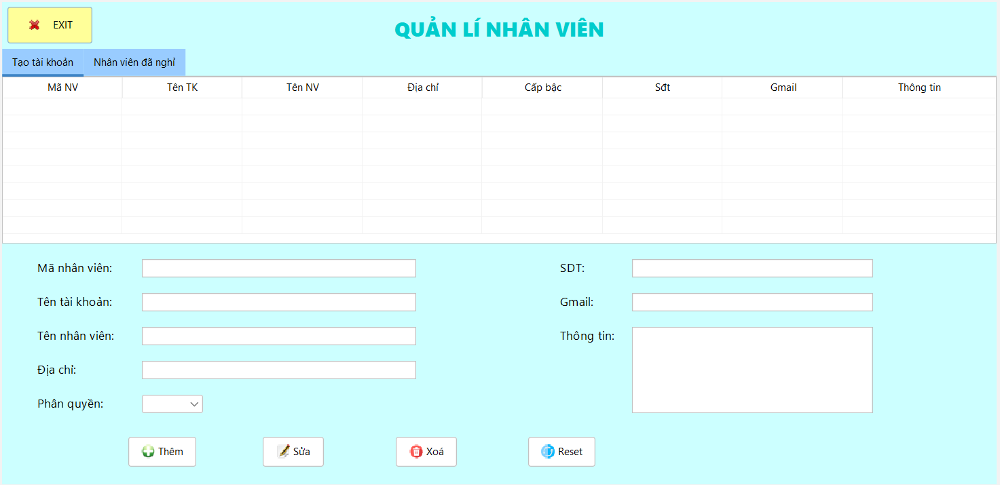 EXIT
QUẢN LÍ NHÂN VIÊN
Tạo tài khoản Nhân viên đã nghỉ
Mã NV Tên TK Tên NV Địa chỉ Cấp bậc Sđt Gmail Thông tin
Mã nhân viên: SDT:
Tên tài khoản: Gmail:
Tên nhân viên: Thông tin:
Địa chỉ:
Phân quyền:
Thêm Sửa Xoá Reset